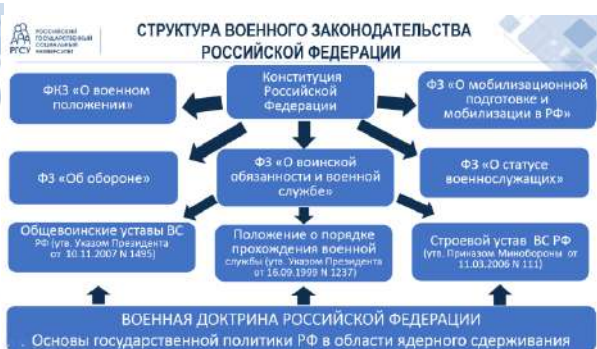 РОССИЙСКИЙ
ГОСУДАРСТВЕННЫЙ
СОЦИАЛЬНЫЙ
УНИВЕРСИТЕТ
РГСУ
СТРУКТУРА ВОЕННОГО ЗАКОНОДАТЕЛЬСТВА
РОССИЙСКОЙ ФЕДЕРАЦИИ
ФКЗ «О военном
положении»
Конституция
Российской
Федерации
ФЗ «О мобилизационной
подготовке и
мобилизации в РФ»
ФЗ «Об обороне»
ФЗ «О воинской
обязанности и военной
службе»
ФЗ «О статусе
военнослужащих»
Общевоинские уставы ВС
РФ (утв. Указом Президента
от 10.11.2007 N 1495)
Положение о порядке
прохождения военной
службы (утв. Указом Президента
от 16.09.1999 N 1237)
Строевой устав ВС РФ
(утв. Приказом Минобороны от
11.03.2006 N 111)
ВОЕННАЯ ДОКТРИНА РОССИЙСКОЙ ФЕДЕРАЦИИ
. Основы государственной политики РФ в области ядерного сдерживания